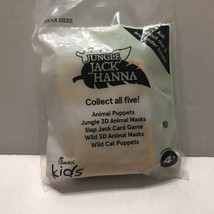 TEAR HERE
JUNGLE
JACK HANNA
Collect all five!
Animal Puppets
Jungle 3D Animal Masks
Slap Jack Card Game
Wild 3D Animal Masks
Wild Cat Puppets
kids
4